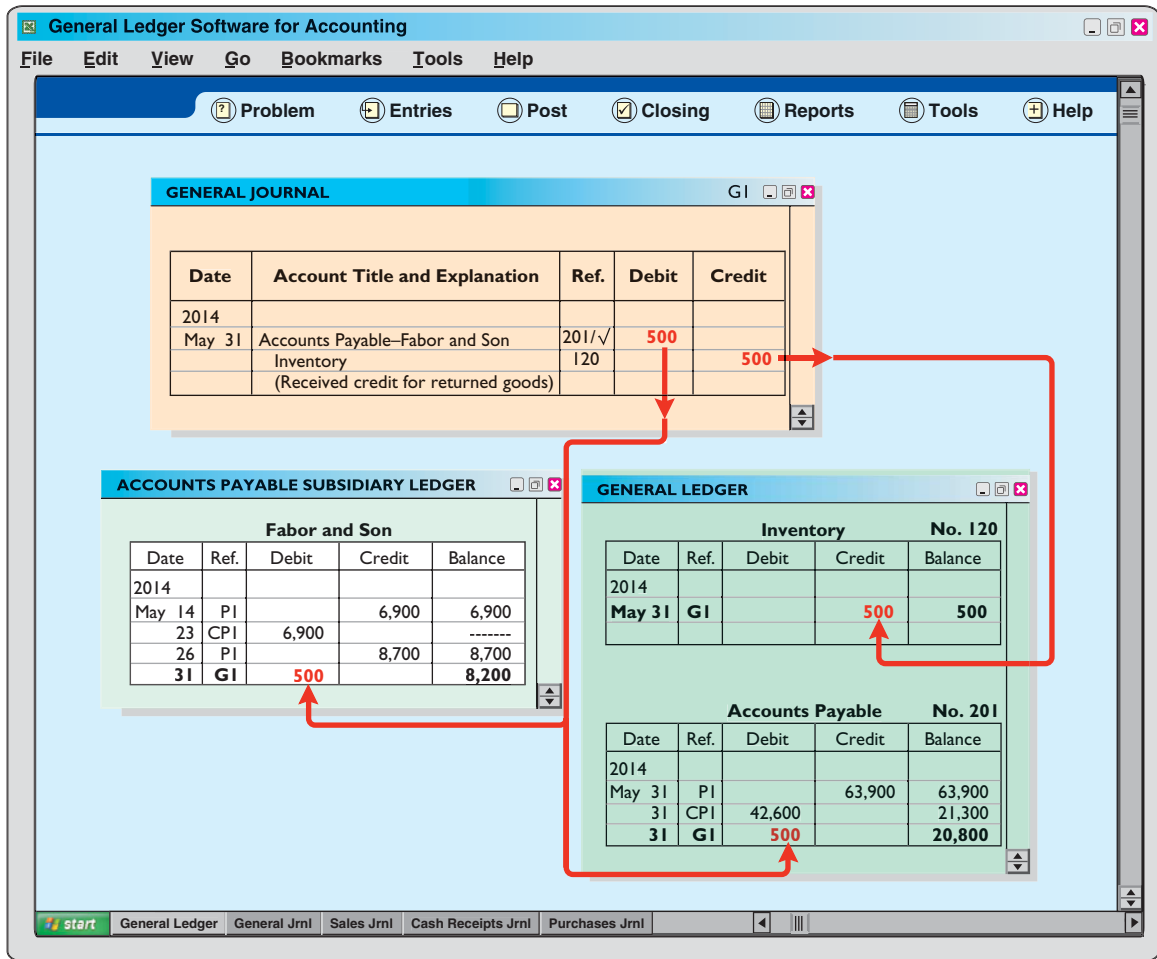 General Ledger Software for Accounting
File Edit View Go Bookmarks Tools Help
? Problem Entries Post Closing Reports Tools + Help
GENERAL JOURNAL G1
Date Account Title and Explanation Ref. Debit Credit
2014
May 31 Accounts Payable–Fabor and Son 201/√ 500
Inventory 120 500
(Received credit for returned goods)
ACCOUNTS PAYABLE SUBSIDIARY LEDGER
Fabor and Son
Date Ref. Debit Credit Balance
2014
May 14 P1 6,900 6,900
23 CP1 6,900 -------
26 P1 8,700 8,700
31 G1 500 8,200
GENERAL LEDGER
Inventory No. 120
Date Ref. Debit Credit Balance
2014
May 31 G1 500 500
Accounts Payable No. 201
Date Ref. Debit Credit Balance
2014
May 31 P1 63,900 63,900
31 CP1 42,600 21,300
31 G1 500 20,800
start General Ledger General Jrnl Sales Jrnl Cash Receipts Jrnl Purchases Jrnl